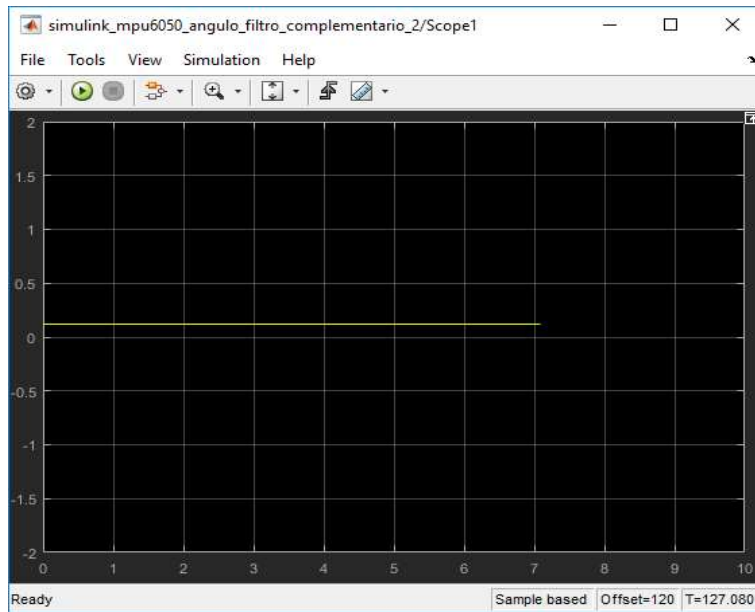 simulink_mpu6050_angulo_filtro_complementario_2/Scope1
File Tools View Simulation Help
2
1.5
1
0.5
0
-0.5
-1
-1.5
-2
0 1 2 3 4 5 6 7 8 9 10
Ready Sample based Offset=120 T=127.080